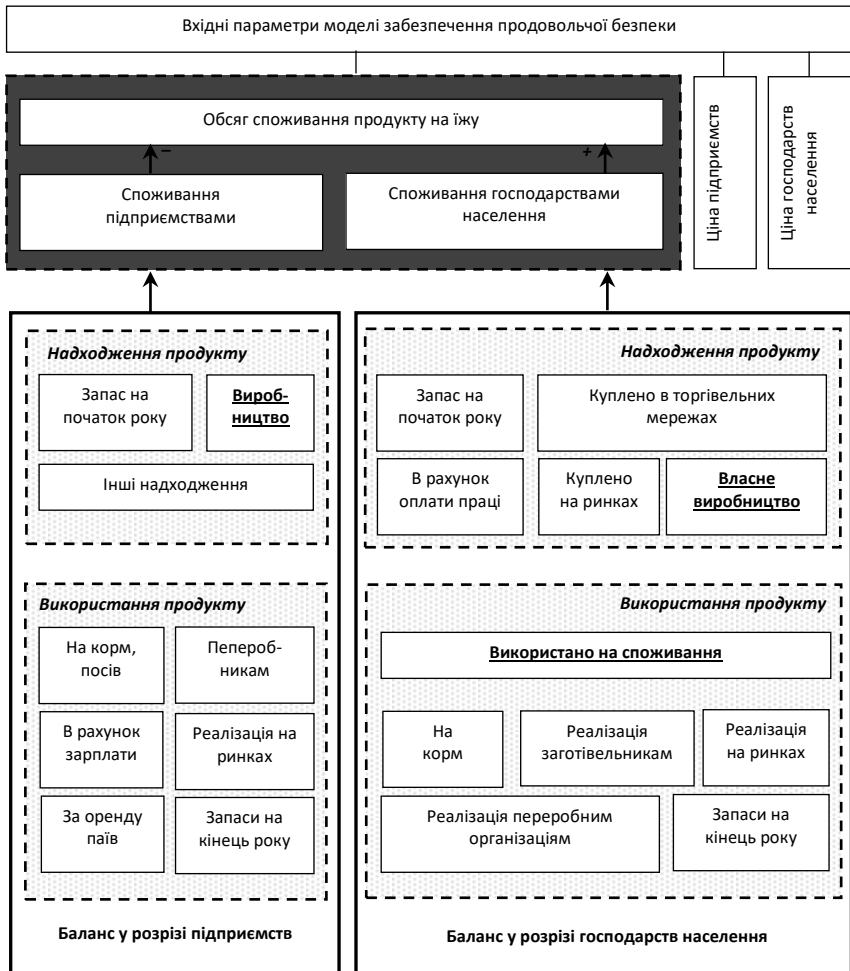 Вхідні параметри моделі забезпечення продовольчої безпеки
Обсяг споживання продукту на їжу
–
+
Споживання
підприємствами
Споживання господарствами
населення
Ціна підприємств
Ціна господарств
населення
Надходження продукту
Запас на
початок року
Вироб-
ництво
Інші надходження
Використання продукту
На корм,
посів
Пепероб-
никам
В рахунок
зарплати
Реалізація на
ринках
За оренду
паїв
Запаси на
кінець року
Баланс у розрізі підприємств
Надходження продукту
Запас на
початок року
Куплено в торгівельних
мережах
В рахунок
оплати праці
Куплено
на ринках
Власне
виробництво
Використання продукту
Використано на споживання
На
корм
Реалізація
заготівельникам
Реалізація
на ринках
Реалізація переробним
організаціям
Запаси на
кінець року
Баланс у розрізі господарств населення